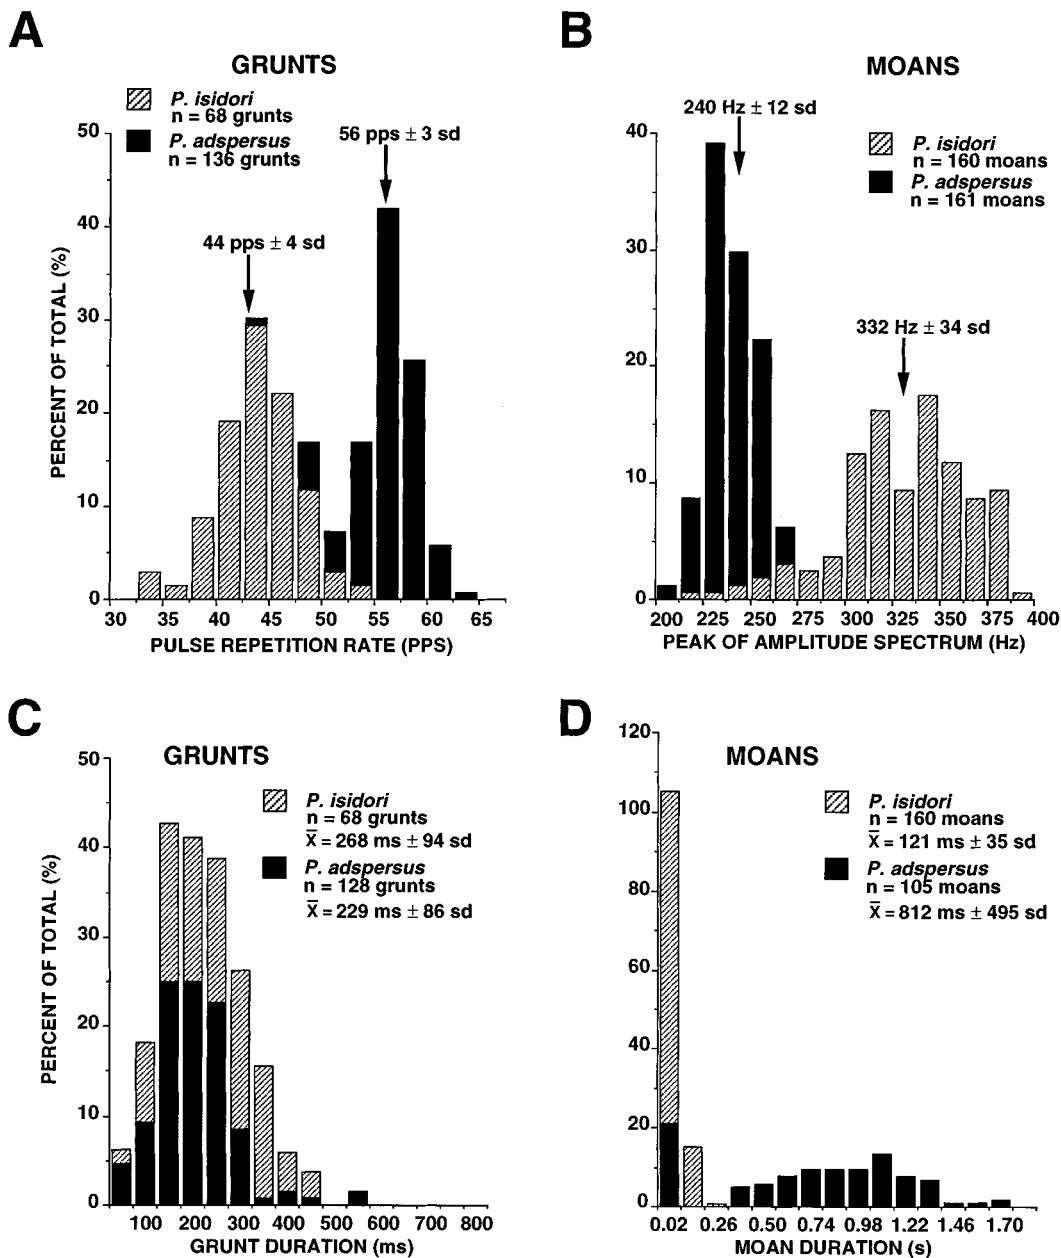 A
GRUNTS
P. isidori
n = 68 grunts
P. adspersus
n = 136 grunts
56 pps ± 3 sd
44 pps ± 4 sd
PERCENT OF TOTAL (%)
50
40
30
20
10
0
30 35 40 45 50 55 60 65
PULSE REPETITION RATE (PPS)
B
MOANS
240 Hz ± 12 sd
P. isidori
n = 160 moans
P. adspersus
n = 161 moans
332 Hz ± 34 sd
40
30
20
10
0
200 225 275 300 325 350 375 400
PEAK OF AMPLITUDE SPECTRUM (Hz)
C
GRUNTS
P. isidori
n = 68 grunts
X̅ = 268 ms ± 94 sd
P. adspersus
n = 128 grunts
X̅ = 229 ms ± 86 sd
PERCENT OF TOTAL (%)
50
40
30
20
10
0
100 200 300 400 500 600 700 800
GRUNT DURATION (ms)
D
MOANS
P. isidori
n = 160 moans
X̅ = 121 ms ± 35 sd
P. adspersus
n = 105 moans
X̅ = 812 ms ± 495 sd
120
100
80
60
40
20
0
0.02 0.26 0.50 0.74 0.98 1.22 1.46 1.70
MOAN DURATION (s)